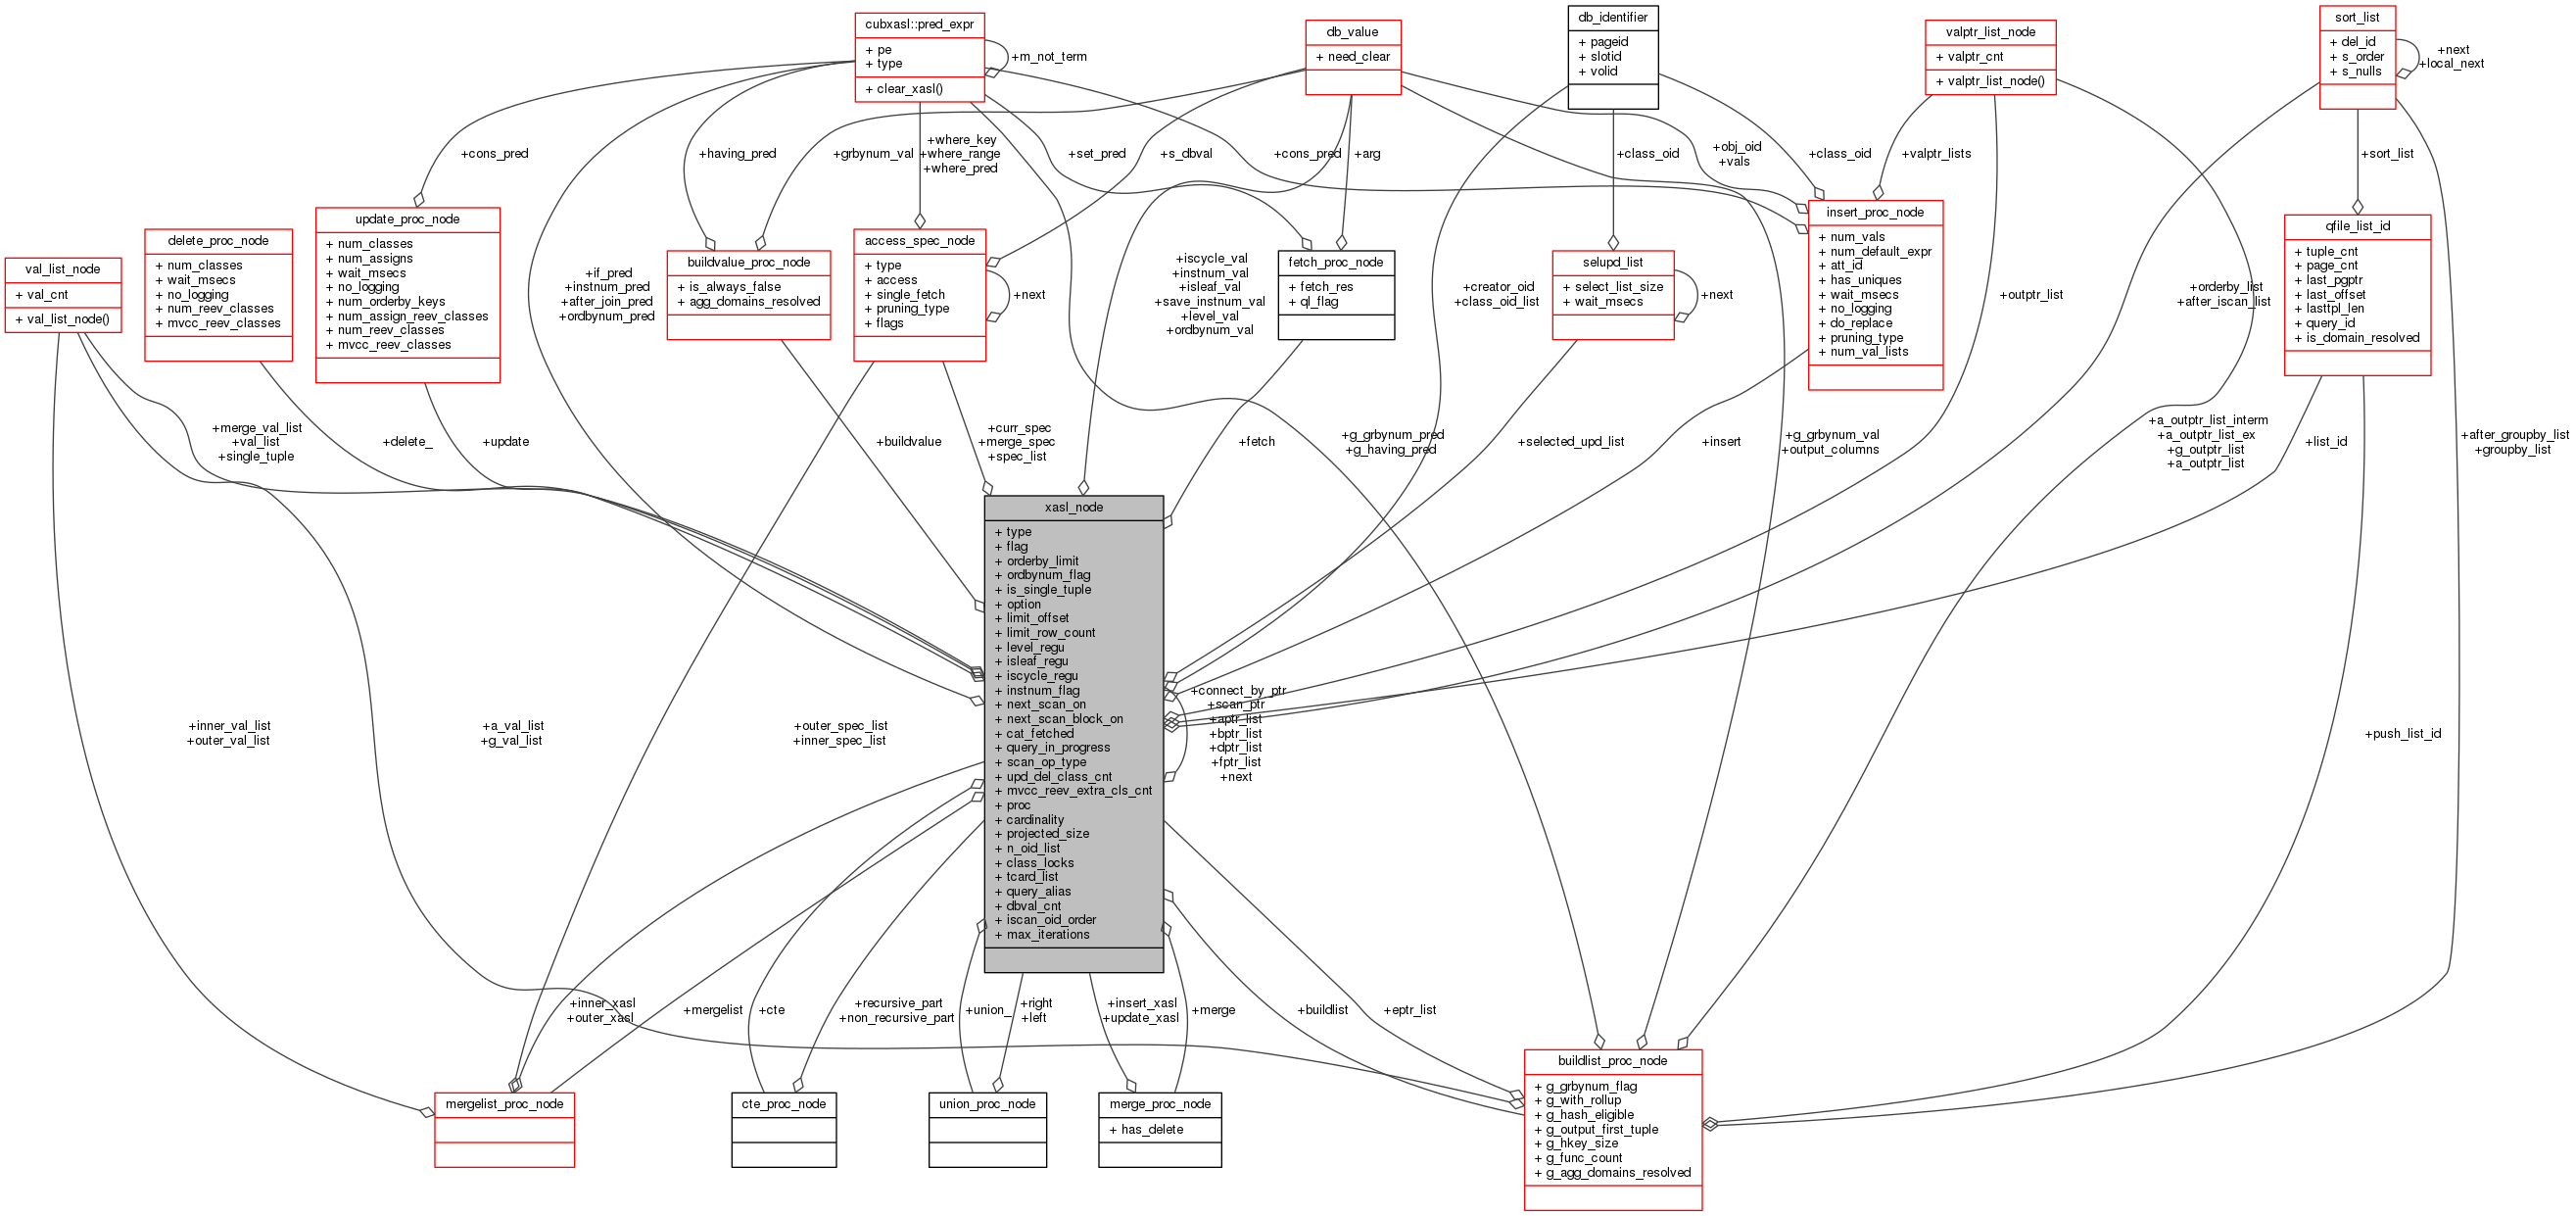 cubxasl::pred_expr
+ pe
+ type
+ clear_xasl()
+m_not_term
db_value
+ need_clear
db_identifier
+ pageid
+ slotid
+ volid
valptr_list_node
+ valptr_cnt
+ valptr_list_node()
sort_list
+ del_id
+ s_order
+ s_nulls
+next
+local_next
+cons_pred
+having_pred
+grbynum_val
+where_key
+where_range
+where_pred
+set_pred
+s_dbval
+cons_pred
+arg
+class_oid
+obj_oid
+vals
+class_oid
+valptr_lists
+sort_list
val_list_node
+ val_cnt
+ val_list_node()
delete_proc_node
+ num_classes
+ wait_msecs
+ no_logging
+ num_reev_classes
+ mvcc_reev_classes
update_proc_node
+ num_classes
+ num_assigns
+ wait_msecs
+ no_logging
+ num_orderby_keys
+ num_assign_reev_classes
+ num_reev_classes
+ mvcc_reev_classes
+if_pred
+instnum_pred
+after_join_pred
+ordbynum_pred
buildvalue_proc_node
+ is_always_false
+ agg_domains_resolved
access_spec_node
+ type
+ access
+ single_fetch
+ pruning_type
+ flags
+next
+iscycle_val
+instnum_val
+isleaf_val
+save_instnum_val
+level_val
+ordbynum_val
fetch_proc_node
+ fetch_res
+ ql_flag
+creator_oid
+class_oid_list
selupd_list
+ select_list_size
+ wait_msecs
+next
insert_proc_node
+ num_vals
+ num_default_expr
+ att_id
+ has_uniques
+ wait_msecs
+ no_logging
+ do_replace
+ pruning_type
+ num_val_lists
+outptr_list
+orderby_list
+after_iscan_list
qfile_list_id
+ tuple_cnt
+ page_cnt
+ last_pgptr
+ last_offset
+ lasttpl_len
+ query_id
+ is_domain_resolved
+merge_val_list
+val_list
+single_tuple
+delete_
+update
+buildvalue
+curr_spec
+merge_spec
+spec_list
+fetch
+g_grbynum_pred
+g_having_pred
+selected_upd_list
+insert
+g_grbynum_val
+output_columns
+a_outptr_list_interm
+a_outptr_list_ex
+g_outptr_list
+a_outptr_list
+list_id
+after_groupby_list
+groupby_list
xasl_node
+ type
+ flag
+ orderby_limit
+ ordbynum_flag
+ is_single_tuple
+ option
+ limit_offset
+ limit_row_count
+ level_regu
+ isleaf_regu
+ iscycle_regu
+ instnum_flag
+ next_scan_on
+ next_scan_block_on
+ cat_fetched
+ query_in_progress
+ scan_op_type
+ upd_del_class_cnt
+ mvcc_reev_extra_cls_cnt
+ proc
+ cardinality
+ projected_size
+ n_oid_list
+ class_locks
+ tcard_list
+ query_alias
+ dbval_cnt
+ iscan_oid_order
+ max_iterations
+connect_by_ptr
+scan_ptr
+aptr_list
+bptr_list
+dptr_list
+fptr_list
+next
+inner_val_list
+outer_val_list
+a_val_list
+g_val_list
+outer_spec_list
+inner_spec_list
+push_list_id
+inner_xasl
+outer_xasl
+mergelist
+cte
+recursive_part
+non_recursive_part
+union_
+right
+left
+insert_xasl
+update_xasl
+merge
+buildlist
+eptr_list
mergelist_proc_node
cte_proc_node
union_proc_node
merge_proc_node
+ has_delete
buildlist_proc_node
+ g_grbynum_flag
+ g_with_rollup
+ g_hash_eligible
+ g_output_first_tuple
+ g_hkey_size
+ g_func_count
+ g_agg_domains_resolved